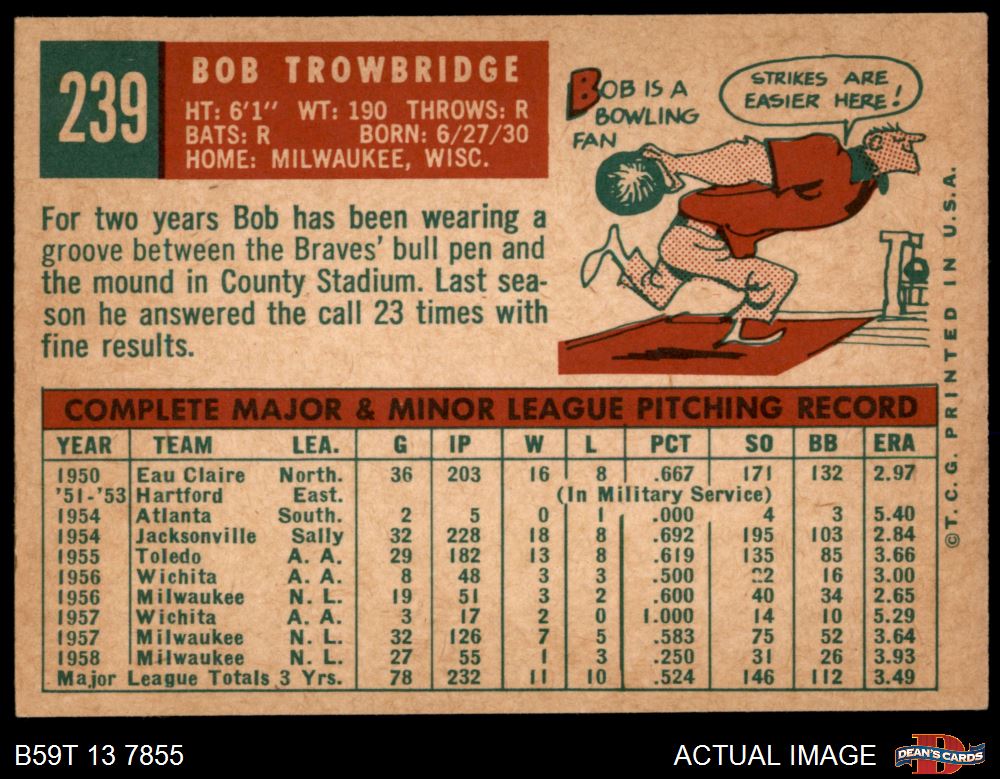 239
BOB TROWBRIDGE
HT: 6'1" WT: 190 THROWS: R
BATS: R BORN: 6/27/30
HOME: MILWAUKEE, WISC.
For two years Bob has been wearing a
groove between the Braves' bull pen and
the mound in County Stadium. Last sea-
son he answered the call 23 times with
fine results.
BOB IS A
BOWLING
FAN
STRIKES ARE
EASIER HERE!
COMPLETE MAJOR & MINOR LEAGUE PITCHING RECORD
YEAR TEAM LEA. G IP W L PCT SO BB ERA
1950 Eau Claire North. 36 203 16 8 .667 171 132 2.97
'51-'53 Hartford East. (In Military Service)
1954 Atlanta South. 2 5 0 1 .000 4 3 5.40
1954 Jacksonville Sally 32 228 18 8 .692 195 103 2.84
1955 Toledo A. A. 29 182 13 8 .619 135 85 3.66
1956 Wichita A. A. 8 48 3 3 .500 22 16 3.00
1956 Milwaukee N. L. 19 51 3 2 .600 40 34 2.65
1957 Wichita A. A. 3 17 2 0 1.000 14 10 5.29
1957 Milwaukee N. L. 32 126 7 5 .583 75 52 3.64
1958 Milwaukee N. L. 27 55 1 3 .250 31 26 3.93
Major League Totals 3 Yrs. 78 232 11 10 .524 146 112 3.49
©T. C. G. PRINTED IN U.S.A.
B59T 13 7855
ACTUAL IMAGE
DEAN'S CARDS